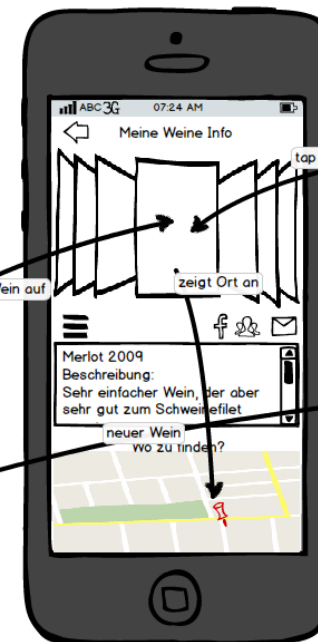 ABC 3G 07:24 AM
Meine Weine Info
tap
Wein auf
zeigt Ort an
f
Merlot 2009
Beschreibung:
Sehr einfacher Wein, der aber
sehr gut zum Schweinefilet
neuer Wein
Wo zu finden?